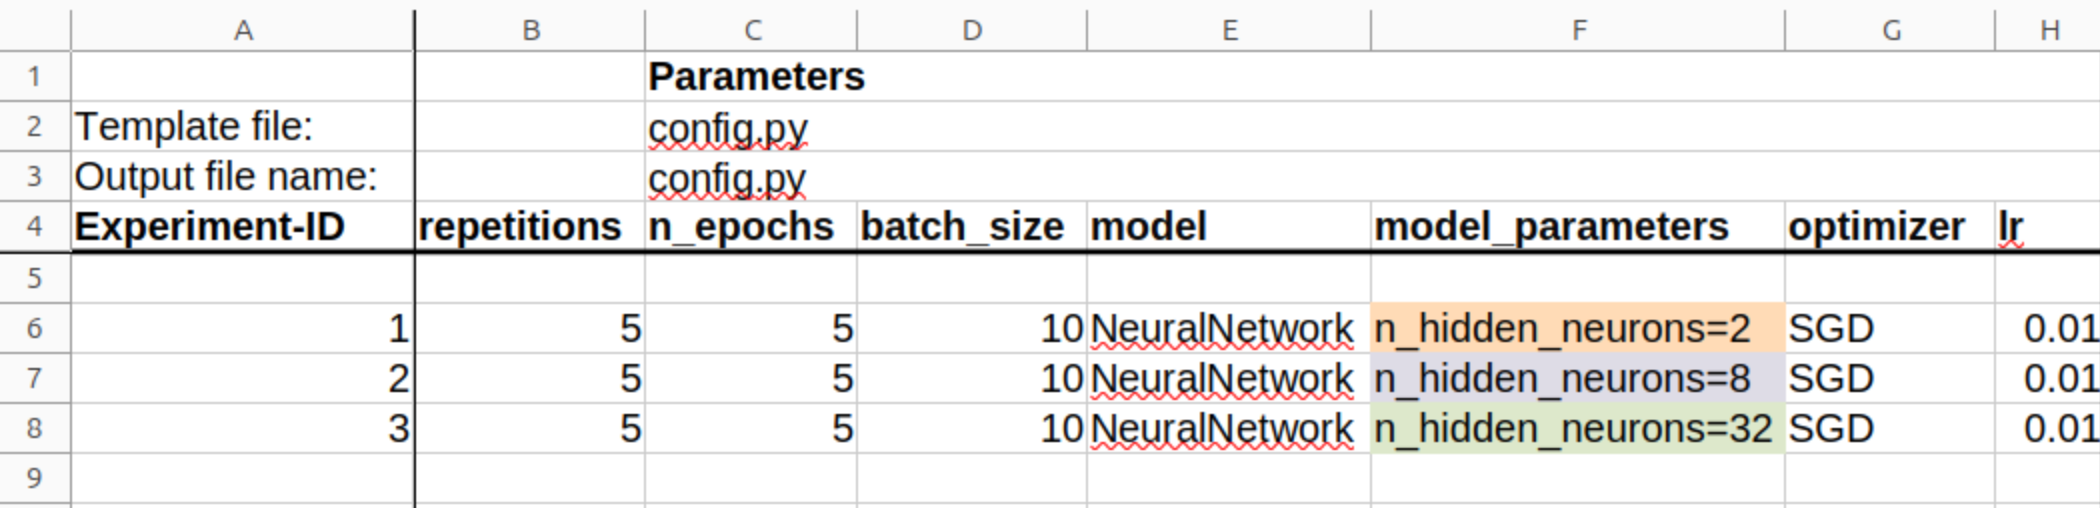 A B C D E F G H
1 Parameters
2 Template file: config.py
3 Output file name: config.py
4 Experiment-ID repetitions n_epochs batch_size model model_parameters optimizer lr
5
6 1 5 5 10 NeuralNetwork n_hidden_neurons=2 SGD 0.01
7 2 5 5 10 NeuralNetwork n_hidden_neurons=8 SGD 0.01
8 3 5 5 10 NeuralNetwork n_hidden_neurons=32 SGD 0.01
9